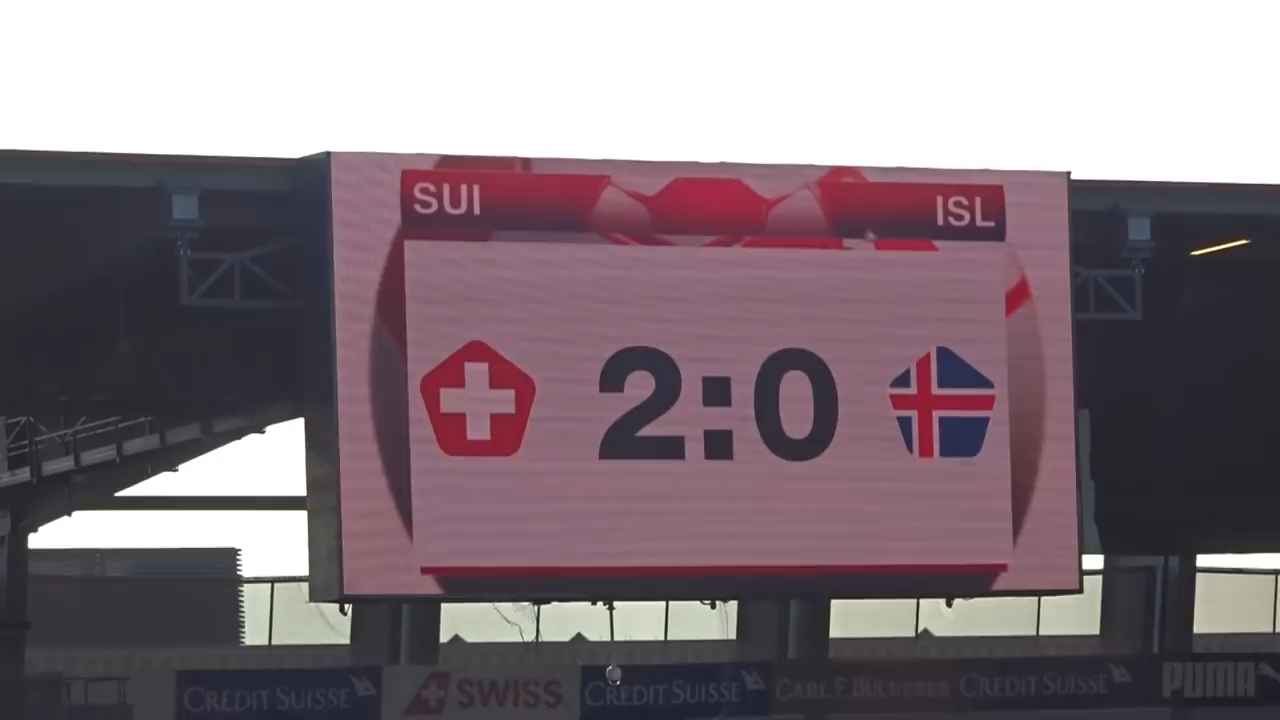 SUI
ISL
2:0
CREDIT SUISSE
SWISS
CREDIT SUISSE
CARL F. BUCHERER
CREDIT SUISSE
PUMA